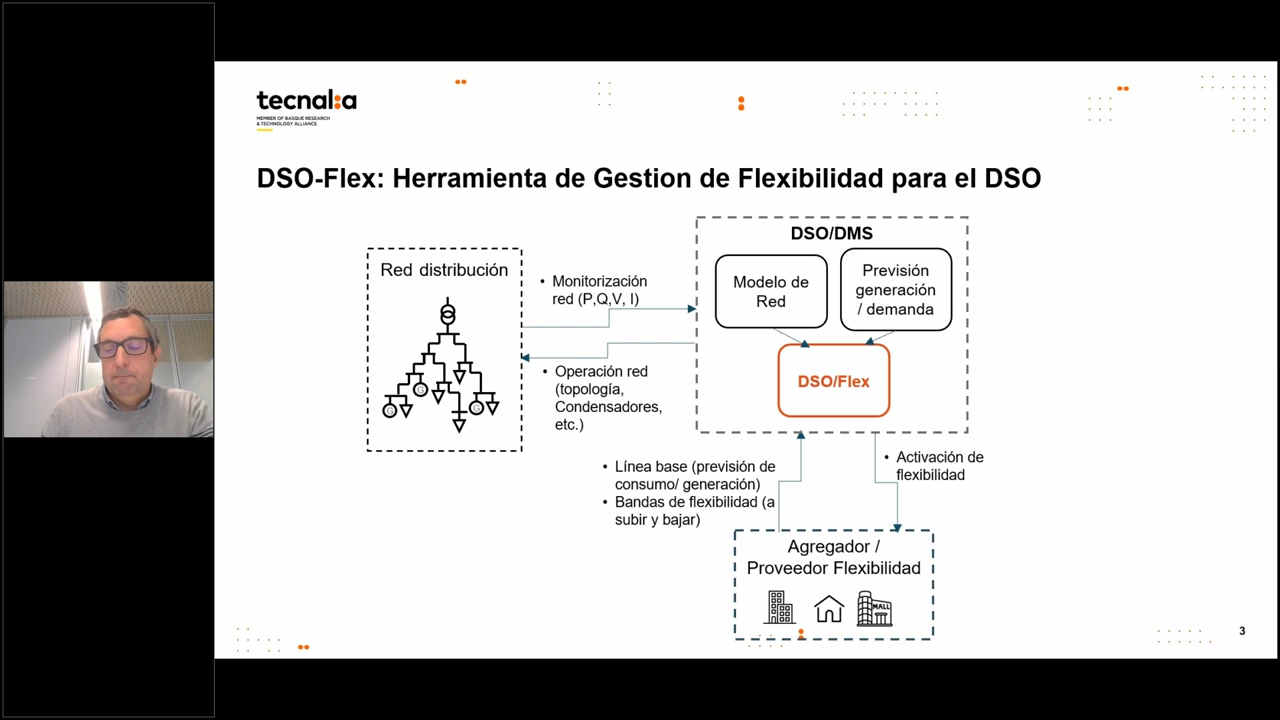 tecnal:a
MEMBER OF BASQUE RESEARCH
& TECHNOLOGY ALLIANCE
DSO-Flex: Herramienta de Gestion de Flexibilidad para el DSO
Red distribución
G
G
G
• Monitorización
red (P,Q,V, I)
• Operación red
(topología,
Condensadores,
etc.)
DSO/DMS
Modelo de
Red
Previsión
generación
/ demanda
DSO/Flex
• Línea base (previsión de
consumo/ generación)
• Bandas de flexibilidad (a
subir y bajar)
• Activación de
flexibilidad
Agregador /
Proveedor Flexibilidad
MALL
3